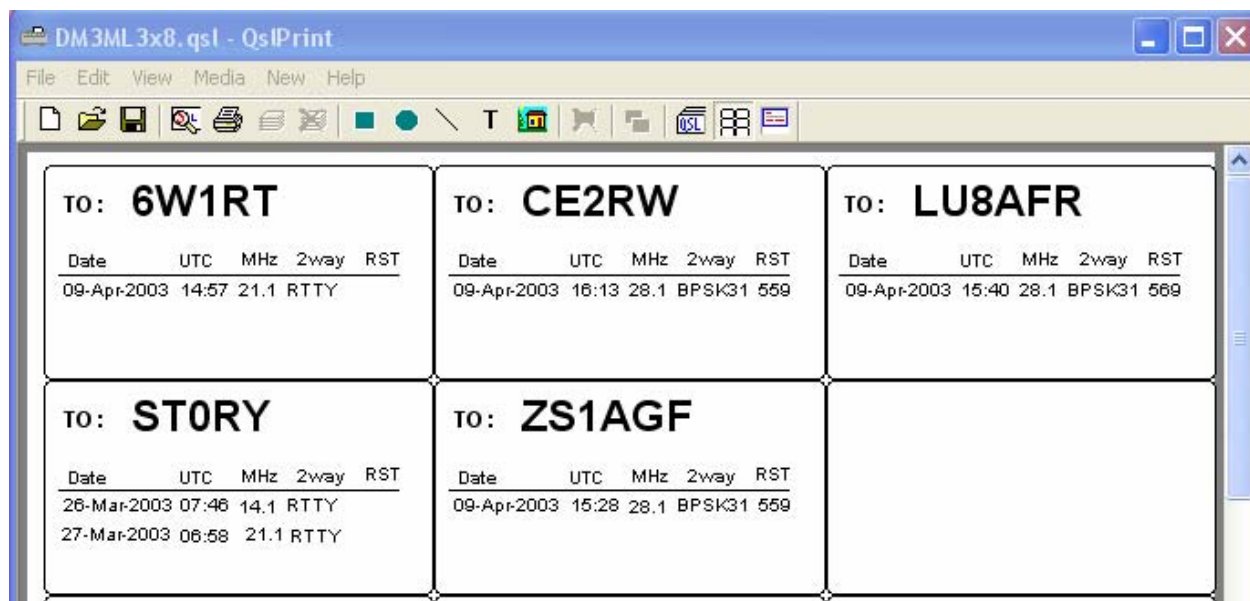 DM3ML3x8.qsl - QslPrint
File Edit View Media New Help
T QSL
TO: 6W1RT
Date UTC MHz 2way RST
09-Apr-2003 14:57 21.1 RTTY
TO: CE2RW
Date UTC MHz 2way RST
09-Apr-2003 16:13 28.1 BPSK31 559
TO: LU8AFR
Date UTC MHz 2way RST
09-Apr-2003 15:40 28.1 BPSK31 569
TO: ST0RY
Date UTC MHz 2way RST
26-Mar-2003 07:46 14.1 RTTY
27-Mar-2003 06:58 21.1 RTTY
TO: ZS1AGF
Date UTC MHz 2way RST
09-Apr-2003 15:28 28.1 BPSK31 559